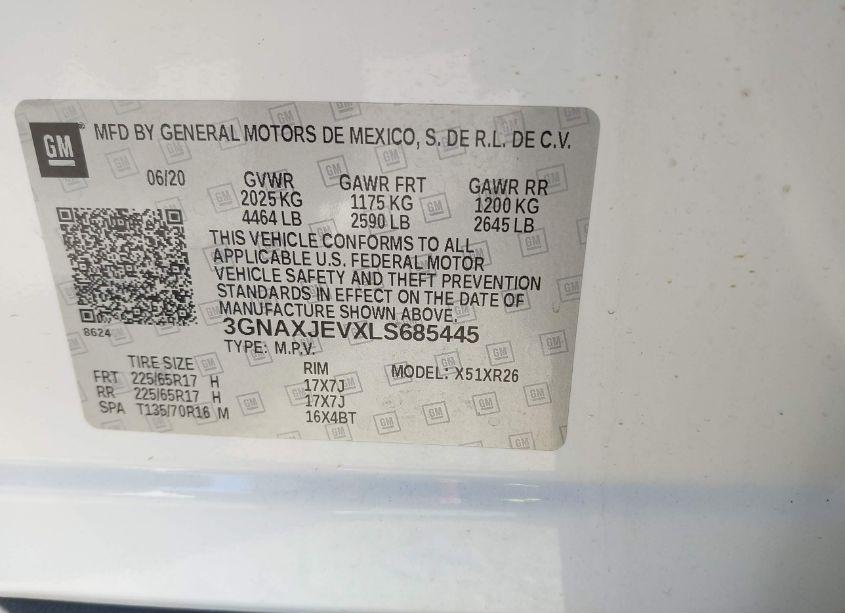 GM MFD BY GENERAL MOTORS DE MEXICO, S. DE R.L. DE C.V.
06/20 GVWR GAWR FRT GAWR RR
2025 KG 1175 KG 1200 KG
4464 LB 2590 LB 2645 LB
THIS VEHICLE CONFORMS TO ALL
APPLICABLE U.S. FEDERAL MOTOR
VEHICLE SAFETY AND THEFT PREVENTION
STANDARDS IN EFFECT ON THE DATE OF
MANUFACTURE SHOWN ABOVE.
8624 3GNAXJEVXLS685445
TYPE: M.P.V.
TIRE SIZE RIM MODEL: X51XR26
FRT 225/65R17 H 17X7J
RR 225/65R17 H 17X7J
SPA T135/70R16 M 16X4BT